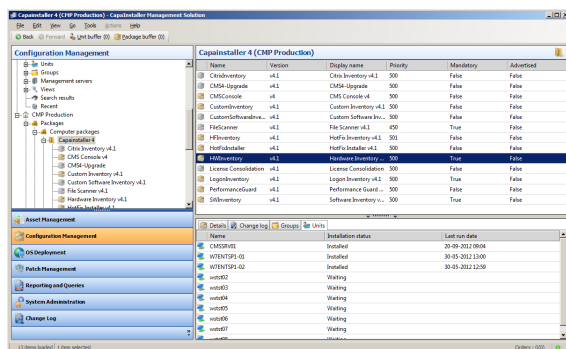 Capainstaller 4 (CMP Production) - CapaInstaller Management Solution
File Edit View Go Tools Actions Help
Back Forward Unit buffer (0) Package buffer (0)
Configuration Management
Units
Groups
Management servers
Views
Search results
Recent
CMP Production
Packages
Computer packages
Capainstaller 4
Citrix Inventory v4.1
CMS Console v4
CMS4-Upgrade
Custom Inventory v4.1
Custom Software Inventory v4.1
File Scanner v4.1
Hardware Inventory v4.1
HotFix Installer v4.1
Asset Management
Configuration Management
OS Deployment
Patch Management
Reporting and Queries
System Administration
Change Log
Capainstaller 4 (CMP Production)
Name Version Display name Priority Mandatory Advertised
CitrixInventory v4.1 Citrix Inventory v4.1 500 False False
CMS4-Upgrade v4.1 CMS4-Upgrade 500 False False
CMSConsole v4 CMS Console v4 500 False False
CustomInventory v4.1 Custom Inventory v4.1 500 False False
CustomSoftwareInve... v4.1 Custom Software Inv... 500 False False
FileScanner v4.1 File Scanner v4.1 450 True False
HFInventory v4.1 HotFix Inventory v4.1 501 False False
HotFixInstaller v4.1 HotFix Installer v4.1 500 False False
HWInventory v4.1 Hardware Inventory ... 500 True False
License Consolidation v4.1 License Consolidation ... 500 False False
LogonInventory v4.1 Logon Inventory v4.1 500 True False
PerformanceGuard v4.1 Performance Guard ... 500 False False
SWInventory v4.1 Software Inventory v... 500 True False
Details Change log Groups Units
Name Installation status Last run date
CMSSRV01 Installed 20-09-2012 09:04
W7ENTSP1-01 Installed 30-05-2012 13:00
W7ENTSP1-02 Installed 30-05-2012 12:59
wstst02 Waiting
wstst03 Waiting
wstst04 Waiting
wstst05 Waiting
wstst06 Waiting
wstst07 Waiting
wstst08 Waiting
13 items loaded 1 item selected Orders : 0(0)